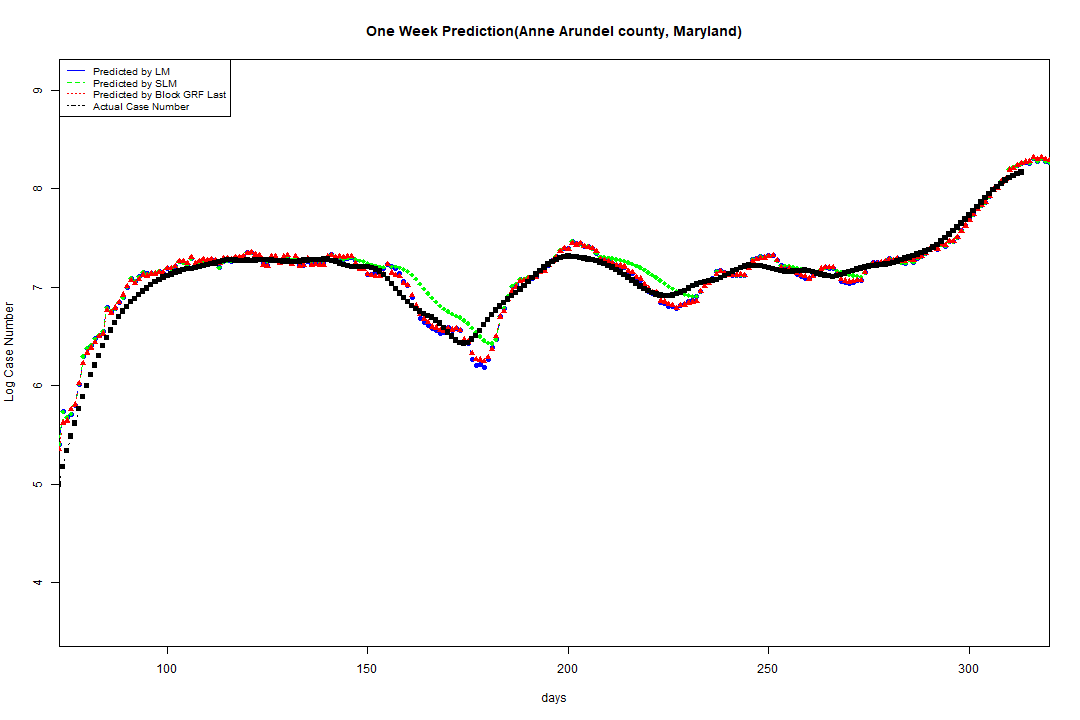 One Week Prediction(Anne Arundel county, Maryland)
Predicted by LM
Predicted by SLM
Predicted by Block GRF Last
Actual Case Number
Log Case Number
9
8
7
6
5
4
100 150 200 250 300
days